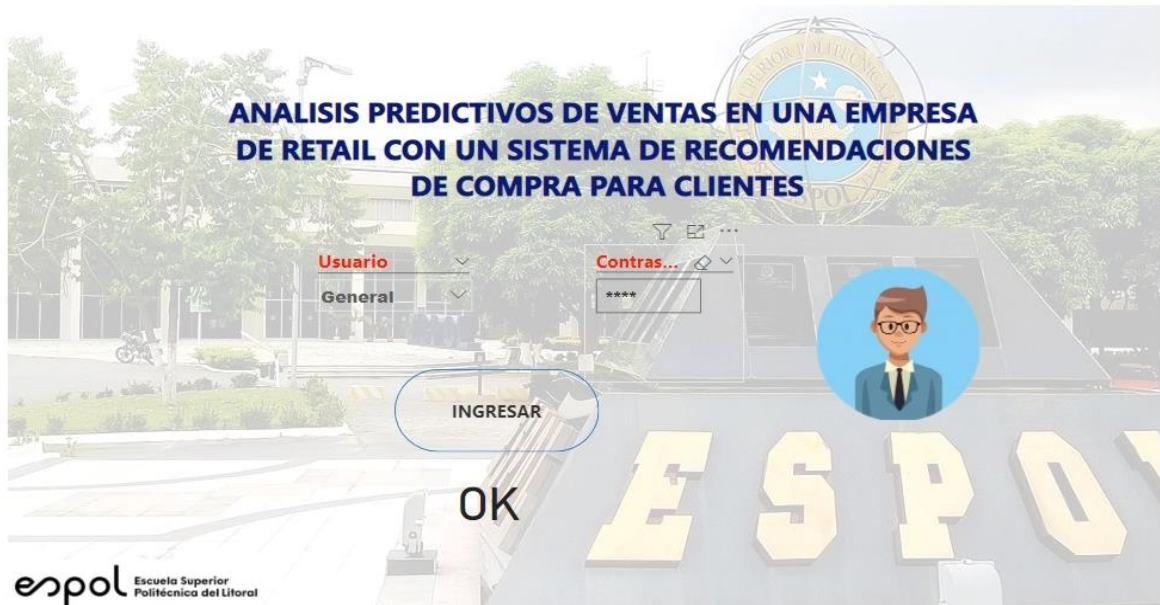 ANALISIS PREDICTIVOS DE VENTAS EN UNA EMPRESA
DE RETAIL CON UN SISTEMA DE RECOMENDACIONES
DE COMPRA PARA CLIENTES
Usuario
Contras...
General
****
INGRESAR
OK
ESPOL
espol Escuela Superior
Politécnica del Litoral